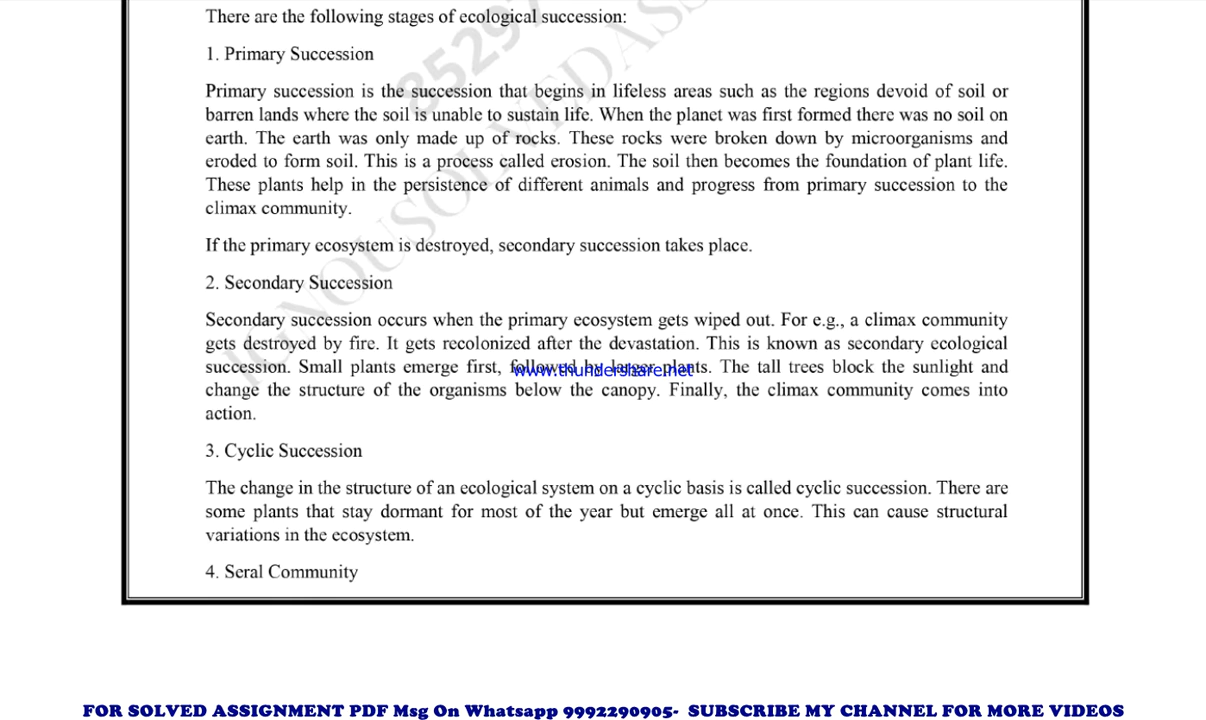 There are the following stages of ecological succession:
1. Primary Succession
Primary succession is the succession that begins in lifeless areas such as the regions devoid of soil or
barren lands where the soil is unable to sustain life. When the planet was first formed there was no soil on
earth. The earth was only made up of rocks. These rocks were broken down by microorganisms and
eroded to form soil. This is a process called erosion. The soil then becomes the foundation of plant life.
These plants help in the persistence of different animals and progress from primary succession to the
climax community.
If the primary ecosystem is destroyed, secondary succession takes place.
2. Secondary Succession
Secondary succession occurs when the primary ecosystem gets wiped out. For e.g., a climax community
gets destroyed by fire. It gets recolonized after the devastation. This is known as secondary ecological
succession. Small plants emerge first, followed by larger plants. The tall trees block the sunlight and
www.thundershare.net
change the structure of the organisms below the canopy. Finally, the climax community comes into
action.
3. Cyclic Succession
The change in the structure of an ecological system on a cyclic basis is called cyclic succession. There are
some plants that stay dormant for most of the year but emerge all at once. This can cause structural
variations in the ecosystem.
4. Seral Community
FOR SOLVED ASSIGNMENT PDF Msg On Whatsapp 9992290905- SUBSCRIBE MY CHANNEL FOR MORE VIDEOS